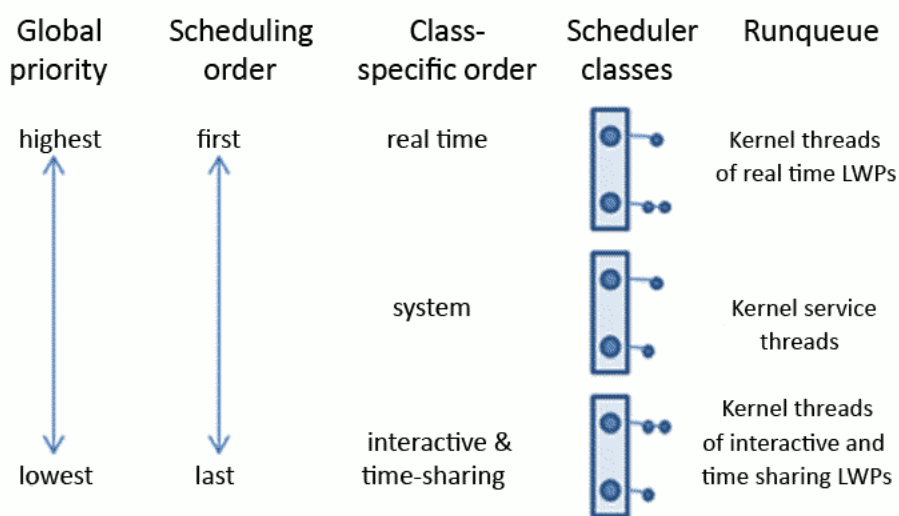 Global
priority
Scheduling
order
Class-
specific order
Scheduler
classes
Runqueue
highest
first
real time
Kernel threads
of real time LWPs
system
Kernel service
threads
lowest
last
interactive &
time-sharing
Kernel threads
of interactive and
time sharing LWPs